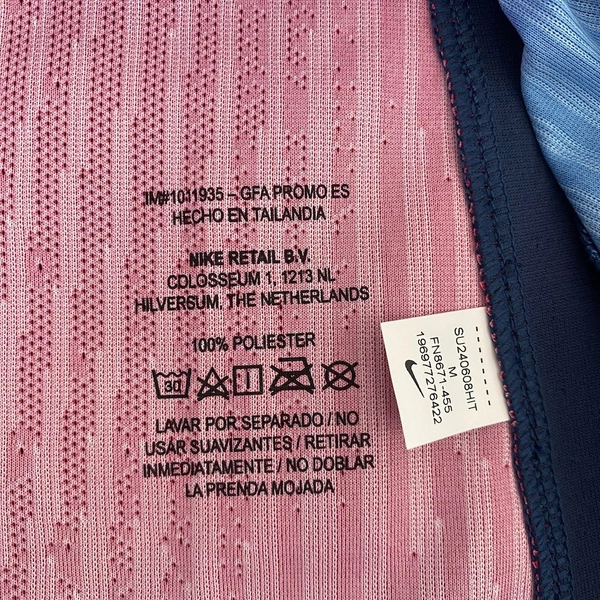 IM#1011935 – GFA PROMO ES
HECHO EN TAILANDIA
NIKE RETAIL B.V.
COLOSSEUM 1, 1213 NL
HILVERSUM, THE NETHERLANDS
100% POLIESTER
30
LAVAR POR SEPARADO / NO
USAR SUAVIZANTES / RETIRAR
INMEDIATAMENTE / NO DOBLAR
LA PRENDA MOJADA
SU240608HIT
M
FN8671-455
196977276422